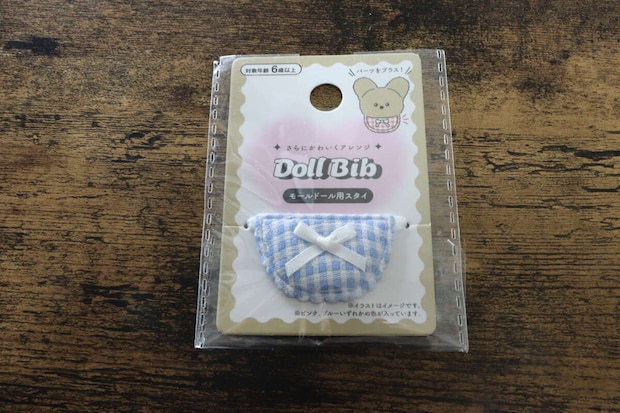 対象年齢 6歳以上
パーツをプラス!
さらにかわいくアレンジ
Doll Bib
モールドール用スタイ
※イラストはイメージです。
※ピンク、ブルーいずれかの色が入っています。